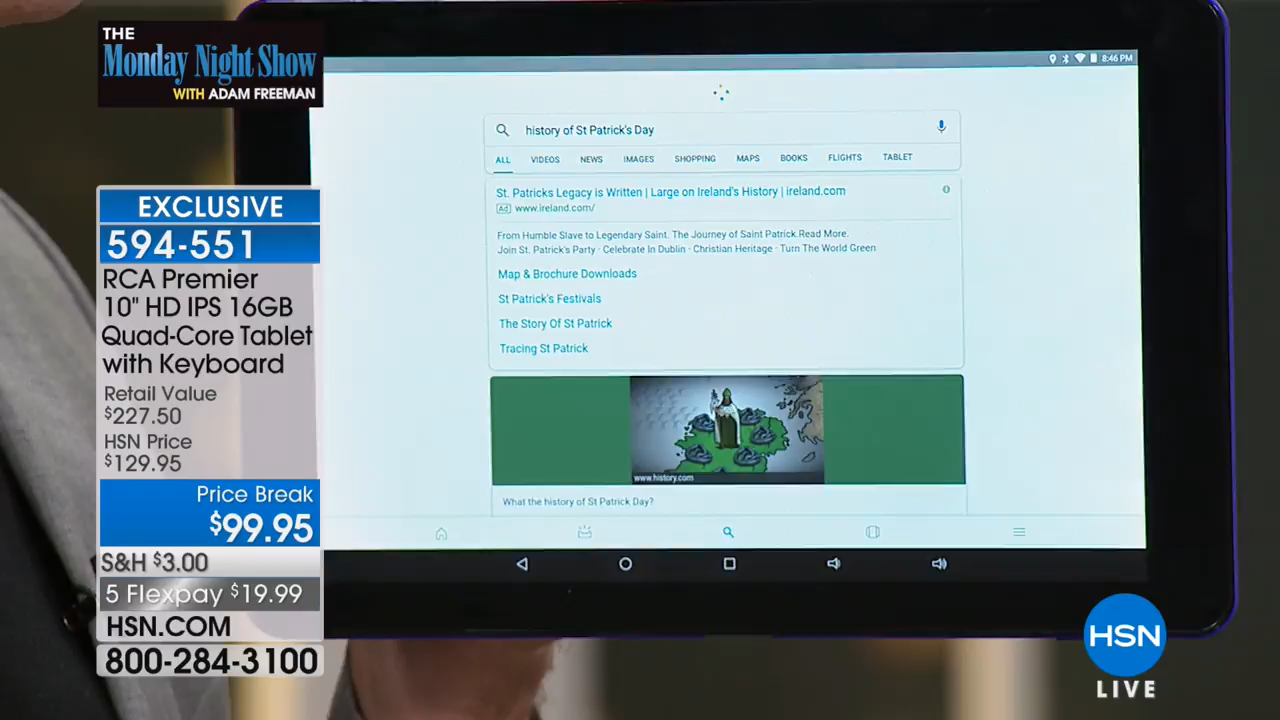 THE
Monday Night Show
WITH ADAM FREEMAN
EXCLUSIVE
594-551
RCA Premier
10" HD IPS 16GB
Quad-Core Tablet
with Keyboard
Retail Value
$227.50
HSN Price
$129.95
Price Break
$99.95
S&H $3.00
5 Flexpay $19.99
HSN.COM
800-284-3100
8:46 PM
history of St Patrick's Day
ALL VIDEOS NEWS IMAGES SHOPPING MAPS BOOKS FLIGHTS TABLET
St. Patricks Legacy is Written | Large on Ireland's History | ireland.com
Ad www.ireland.com/
From Humble Slave to Legendary Saint. The Journey of Saint Patrick.Read More.
Join St. Patrick's Party · Celebrate In Dublin · Christian Heritage · Turn The World Green
Map & Brochure Downloads
St Patrick's Festivals
The Story Of St Patrick
Tracing St Patrick
www.history.com
What the history of St Patrick Day?
HSN
LIVE